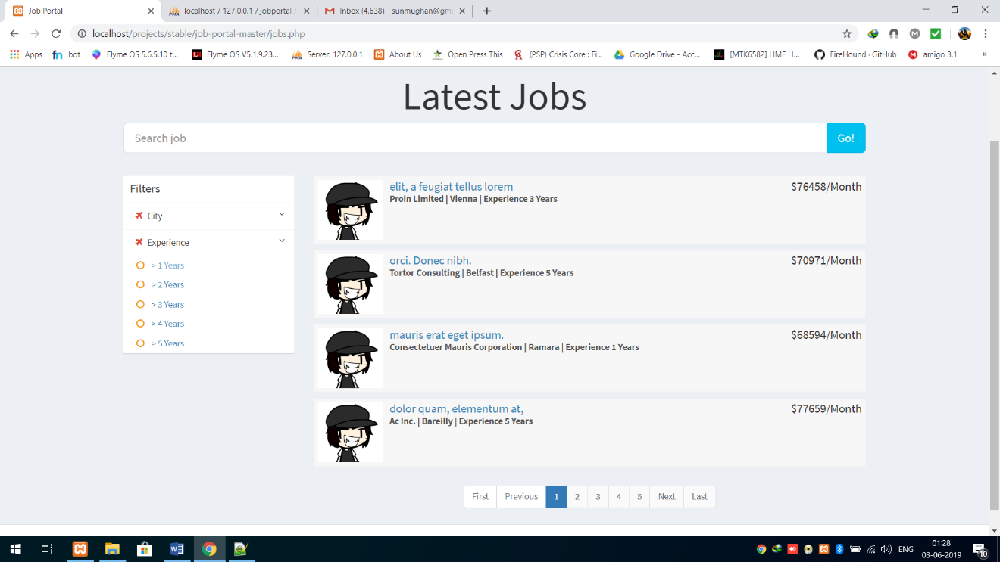 Job Portal
localhost / 127.0.0.1 / jobportal /
Inbox (4,638) - sunmughan@gm
localhost/projects/stable/job-portal-master/jobs.php
Apps
fn bot
Flyme OS 5.6.5.10 t...
Flyme OS V5.1.9.23...
PMA Server: 127.0.0.1
About Us
Open Press This
(PSP) Crisis Core : Fi...
Google Drive - Acc...
[MTK6582] LIME LI...
FireHound · GitHub
amigo 3.1
»
Latest Jobs
Search job
Go!
Filters
City
Experience
> 1 Years
> 2 Years
> 3 Years
> 4 Years
> 5 Years
elit, a feugiat tellus lorem
$76458/Month
Proin Limited | Vienna | Experience 3 Years
orci. Donec nibh.
$70971/Month
Tortor Consulting | Belfast | Experience 5 Years
mauris erat eget ipsum.
$68594/Month
Consectetuer Mauris Corporation | Ramara | Experience 1 Years
dolor quam, elementum at,
$77659/Month
Ac Inc. | Bareilly | Experience 5 Years
First Previous 1 2 3 4 5 Next Last
ENG
01:28
03-06-2019
10